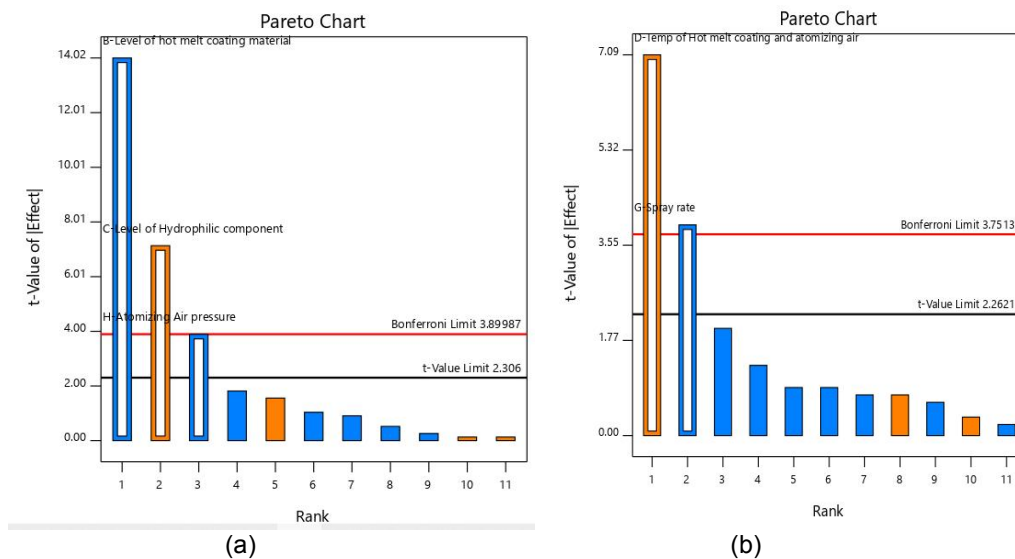 Pareto Chart
B-Level of hot melt coating material
14.02
12.01
10.01
C-Level of Hydrophilic component
8.01
6.01
H-Atomizing Air pressure
Bonferroni Limit 3.89987
4.00
t-Value Limit 2.306
2.00
0.00
t-Value of |Effect|
1 2 3 4 5 6 7 8 9 10 11
Rank
(a)
Pareto Chart
D-Temp of Hot melt coating and atomizing air
7.09
5.32
G-Spray rate
Bonferroni Limit 3.7513
3.55
t-Value Limit 2.2621
1.77
0.00
t-Value of |Effect|
1 2 3 4 5 6 7 8 9 10 11
Rank
(b)